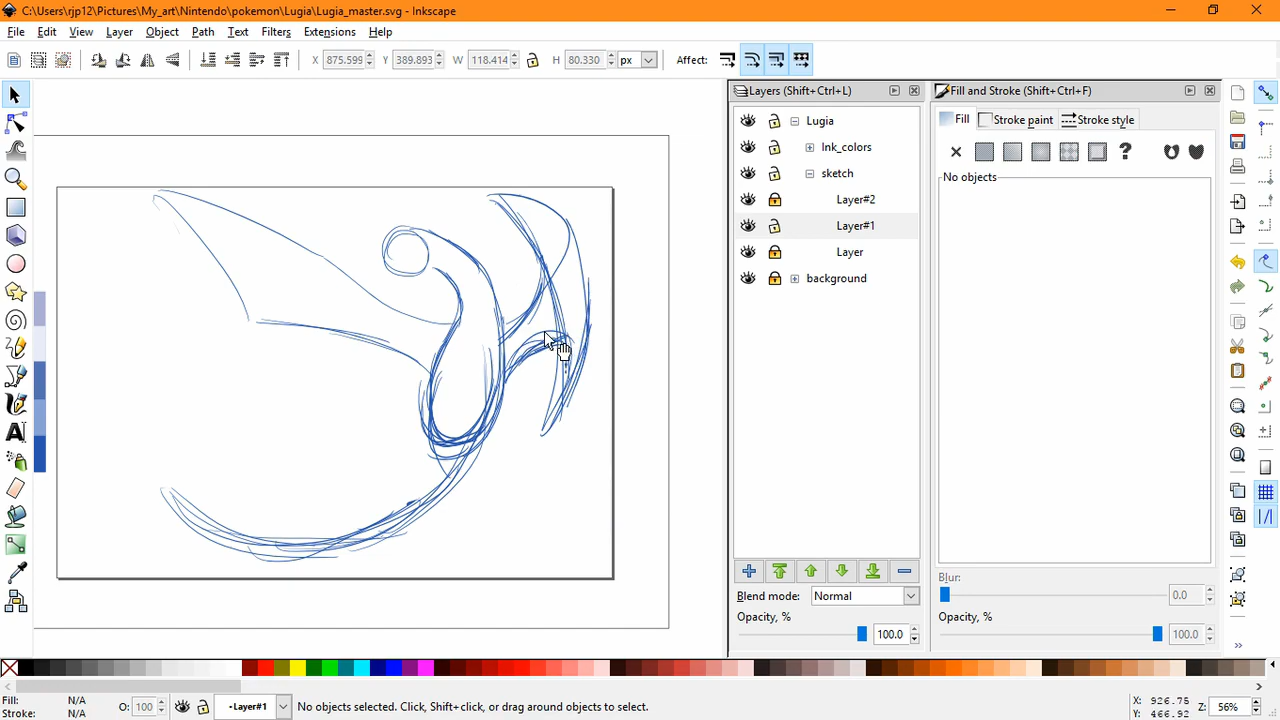 C:\Users\rjp12\Pictures\My_art\Nintendo\pokemon\Lugia\Lugia_master.svg - Inkscape
File Edit View Layer Object Path Text Filters Extensions Help
X 875.599 Y 389.893 W 118.414 H 80.330 px Affect:
Layers (Shift+Ctrl+L)
Lugia
Ink_colors
sketch
Layer#2
Layer#1
Layer
background
Blend mode: Normal
Opacity, %
100.0
Fill and Stroke (Shift+Ctrl+F)
Fill Stroke paint Stroke style
?
No objects
Blur:
0.0
Opacity, %
100.0
Fill: N/A
Stroke: N/A
O: 100
·Layer#1
No objects selected. Click, Shift+click, or drag around objects to select.
X: 926.75
Y: 466.92
Z: 56%